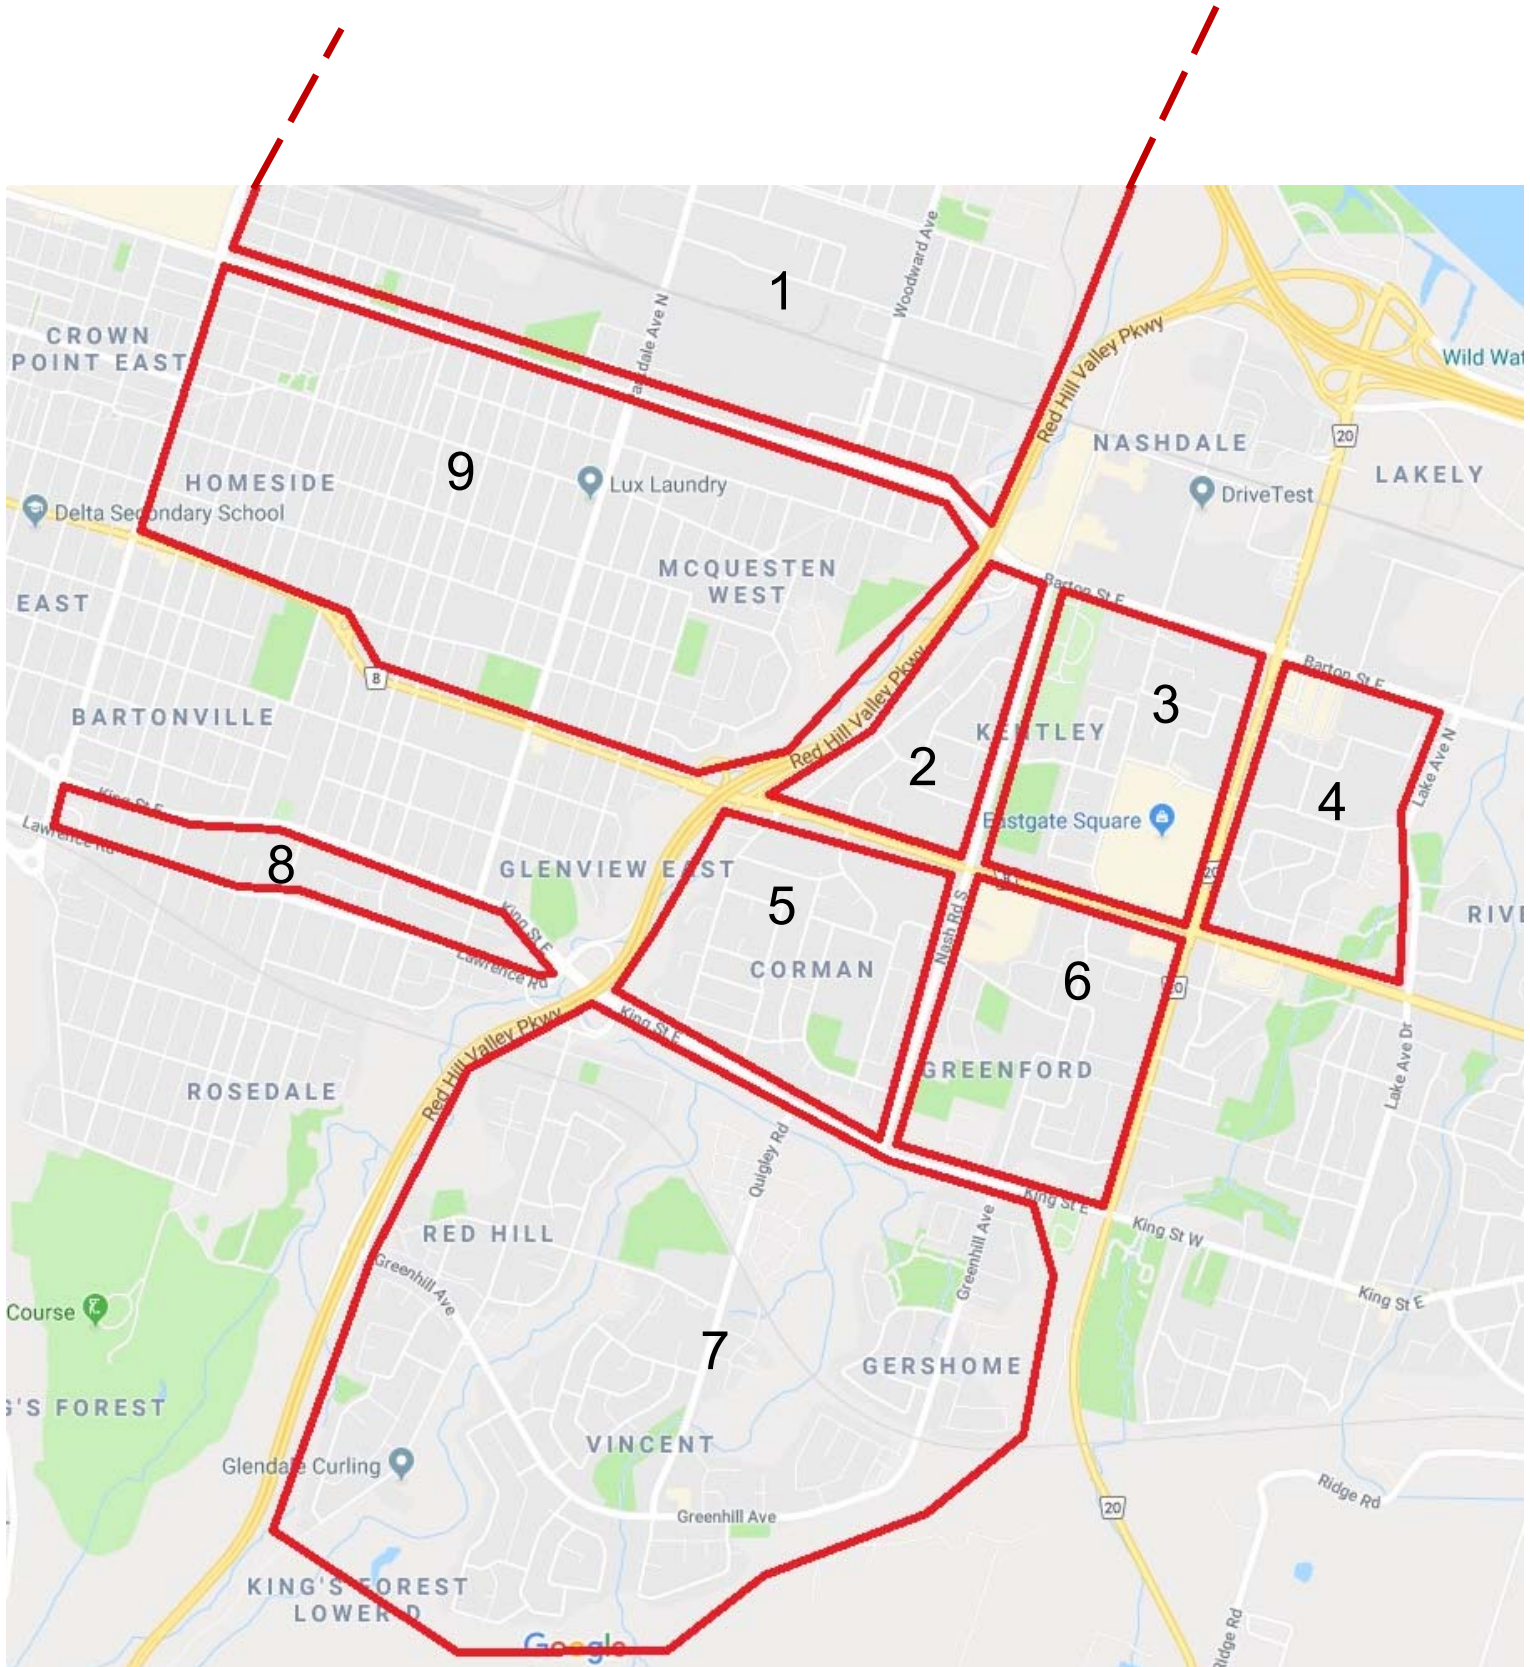 1
Woodward Ave
CROWN
POINT EAST
Red Hill Valley Pkwy
Wild Wat
20
NASHDALE
LAKELY
HOMESIDE
9
Lux Laundry
DriveTest
Delta Secondary School
MCQUESTEN
WEST
Barton St E
EAST
8
Barton St E
BARTONVILLE
Red Hill Valley Pkwy
KENTLEY
3
Lake Ave N
2
4
King St E
Eastgate Square
Lawrence Rd
8
GLENVIEW EAST
20
5
King St E
Nash Rd S
RIVE
Lawrence Rd
CORMAN
6
20
King St E
Red Hill Valley Pkwy
GREENFORD
Lake Ave Dr
ROSEDALE
Quigley Rd
King St E
RED HILL
King St W
Greenhill Ave
Greenhill Ave
King St E
Course
7
GERSHOME
G'S FOREST
VINCENT
Glendale Curling
Ridge Rd
Greenhill Ave
20
KING'S FOREST
LOWER D
Google
Ridge Rd